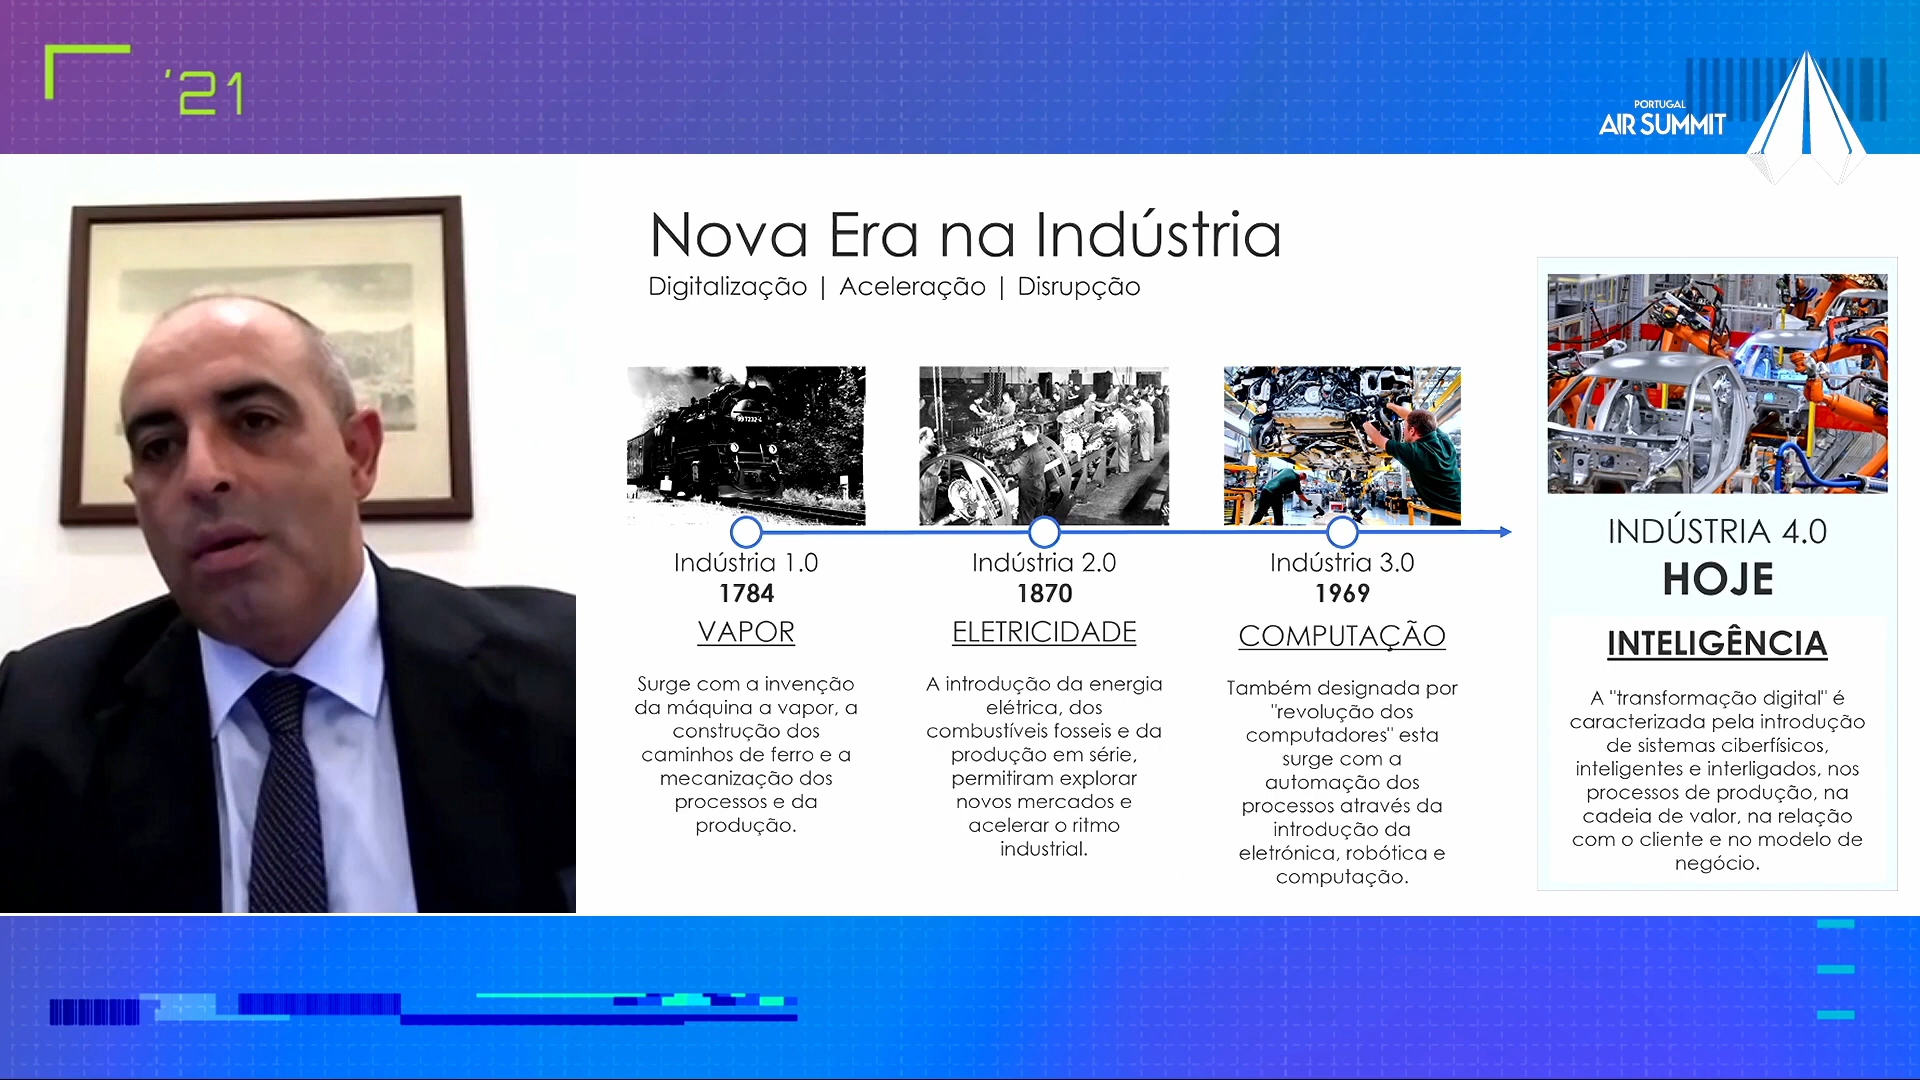 '21
PORTUGAL
AIR SUMMIT
Nova Era na Indústria
Digitalização | Aceleração | Disrupção
99 7232-4
Indústria 1.0
1784
VAPOR
Surge com a invenção
da máquina a vapor, a
construção dos
caminhos de ferro e a
mecanização dos
processos e da
produção.
Indústria 2.0
1870
ELETRICIDADE
A introdução da energia
elétrica, dos
combustíveis fosseis e da
produção em série,
permitiram explorar
novos mercados e
acelerar o ritmo
industrial.
Indústria 3.0
1969
COMPUTAÇÃO
Também designada por
"revolução dos
computadores" esta
surge com a
automação dos
processos através da
introdução da
eletrónica, robótica e
computação.
INDÚSTRIA 4.0
HOJE
INTELIGÊNCIA
A "transformação digital" é
caracterizada pela introdução
de sistemas ciberfísicos,
inteligentes e interligados, nos
processos de produção, na
cadeia de valor, na relação
com o cliente e no modelo de
negócio.